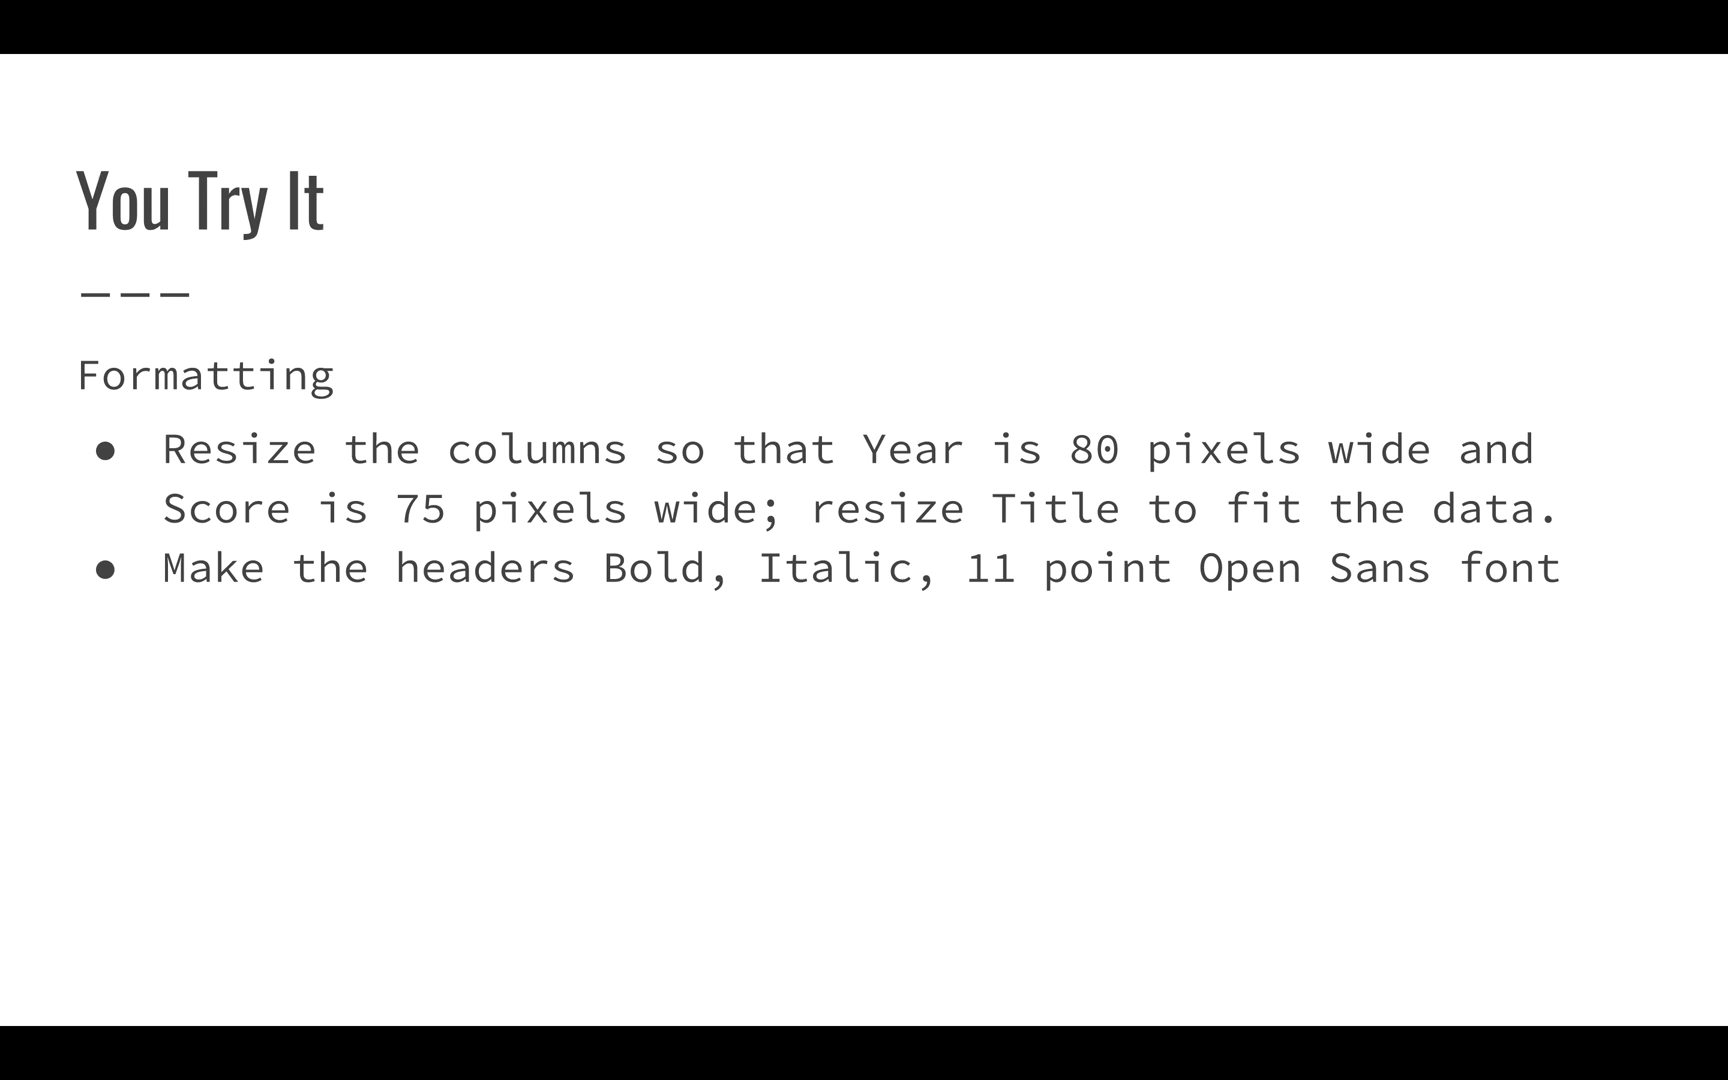 You Try It
———
Formatting
● Resize the columns so that Year is 80 pixels wide and
Score is 75 pixels wide; resize Title to fit the data.
● Make the headers Bold, Italic, 11 point Open Sans font